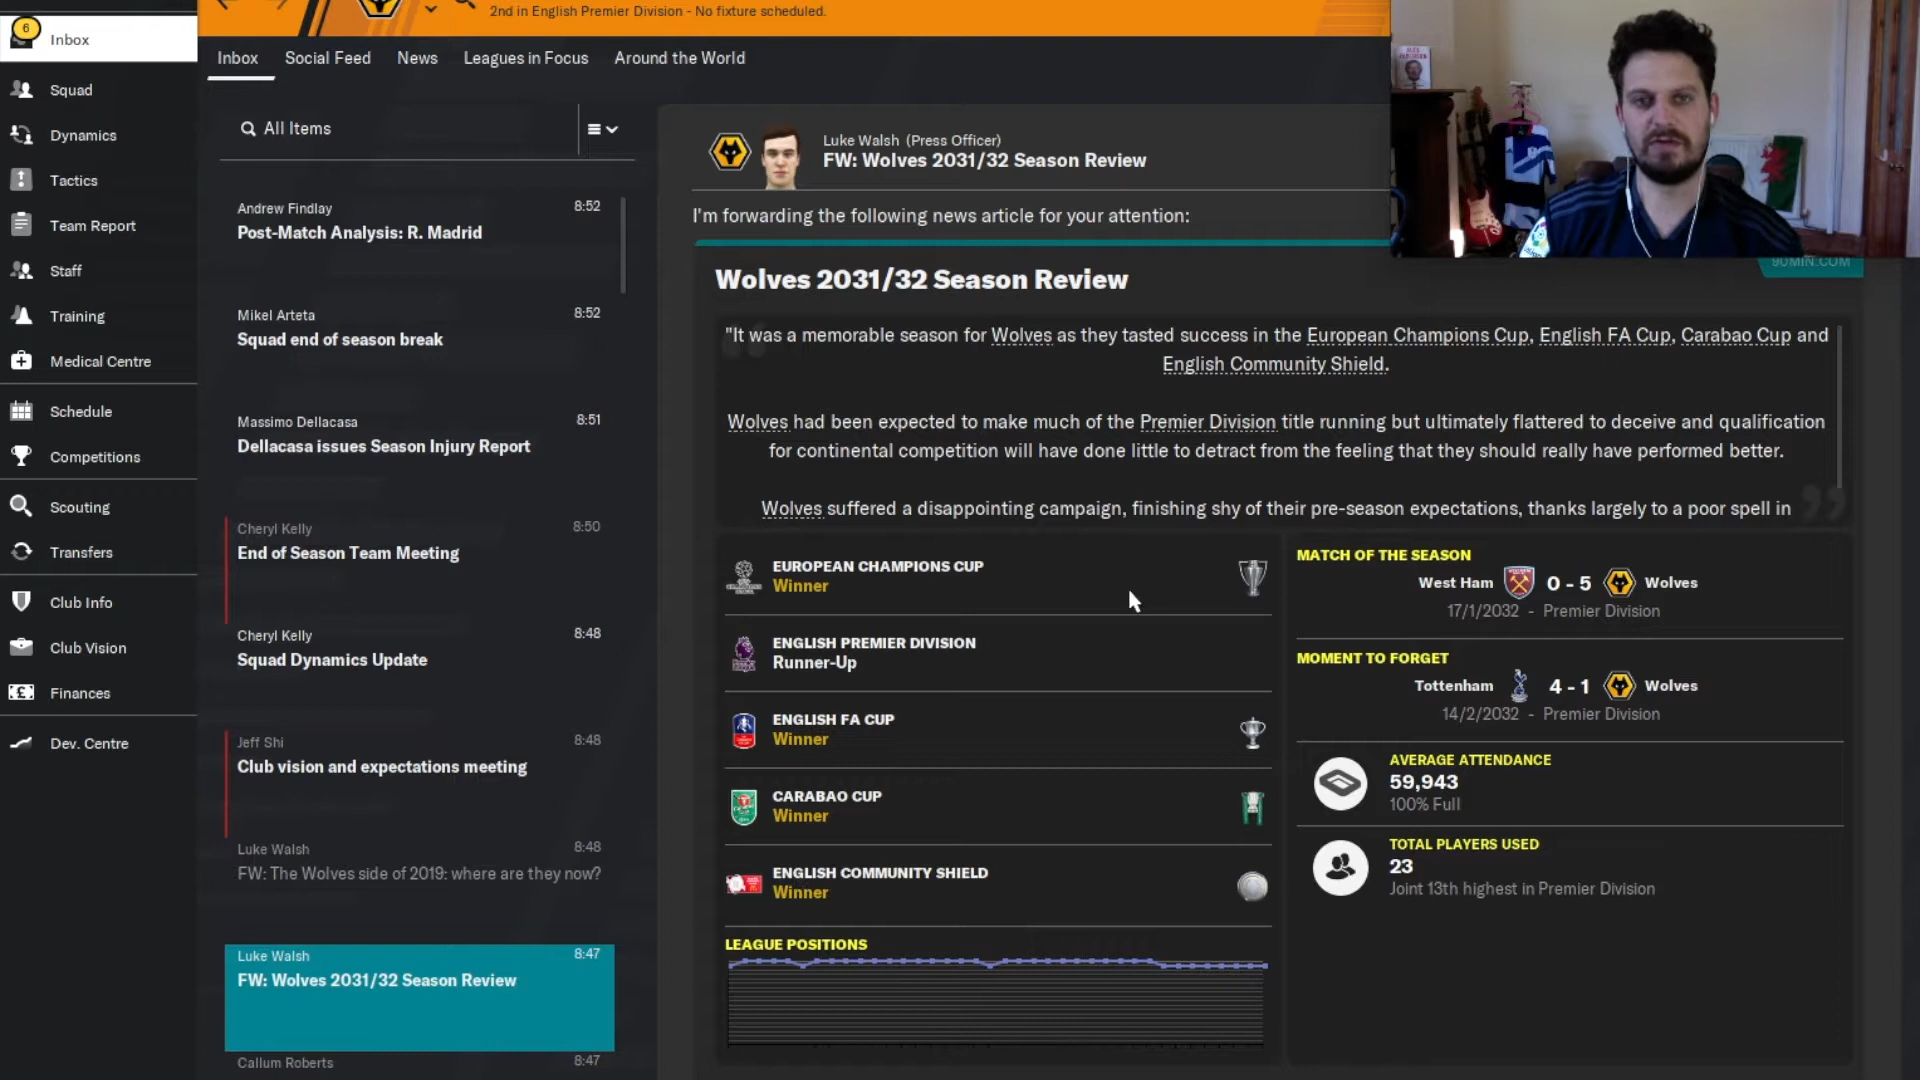 2nd in English Premier Division - No fixture scheduled.
6
Inbox
Squad
Dynamics
Tactics
Team Report
Staff
Training
Medical Centre
Schedule
Competitions
Scouting
Transfers
Club Info
Club Vision
Finances
Dev. Centre
Inbox
Social Feed
News
Leagues in Focus
Around the World
All Items
Andrew Findlay 8:52
Post-Match Analysis: R. Madrid
Mikel Arteta 8:52
Squad end of season break
Massimo Dellacasa 8:51
Dellacasa issues Season Injury Report
Cheryl Kelly 8:50
End of Season Team Meeting
Cheryl Kelly 8:48
Squad Dynamics Update
Jeff Shi 8:48
Club vision and expectations meeting
Luke Walsh 8:48
FW: The Wolves side of 2019: where are they now?
Luke Walsh 8:47
FW: Wolves 2031/32 Season Review
Callum Roberts 8:47
Luke Walsh (Press Officer)
FW: Wolves 2031/32 Season Review
I'm forwarding the following news article for your attention:
90MIN.COM
Wolves 2031/32 Season Review
"It was a memorable season for Wolves as they tasted success in the European Champions Cup, English FA Cup, Carabao Cup and
English Community Shield.
Wolves had been expected to make much of the Premier Division title running but ultimately flattered to deceive and qualification
for continental competition will have done little to detract from the feeling that they should really have performed better.
Wolves suffered a disappointing campaign, finishing shy of their pre-season expectations, thanks largely to a poor spell in
EUROPEAN CHAMPIONS CUP
Winner
ENGLISH PREMIER DIVISION
Runner-Up
ENGLISH FA CUP
Winner
CARABAO CUP
Winner
ENGLISH COMMUNITY SHIELD
Winner
LEAGUE POSITIONS
MATCH OF THE SEASON
West Ham 0 - 5 Wolves
17/1/2032 - Premier Division
MOMENT TO FORGET
Tottenham 4 - 1 Wolves
14/2/2032 - Premier Division
AVERAGE ATTENDANCE
59,943
100% Full
TOTAL PLAYERS USED
23
Joint 13th highest in Premier Division